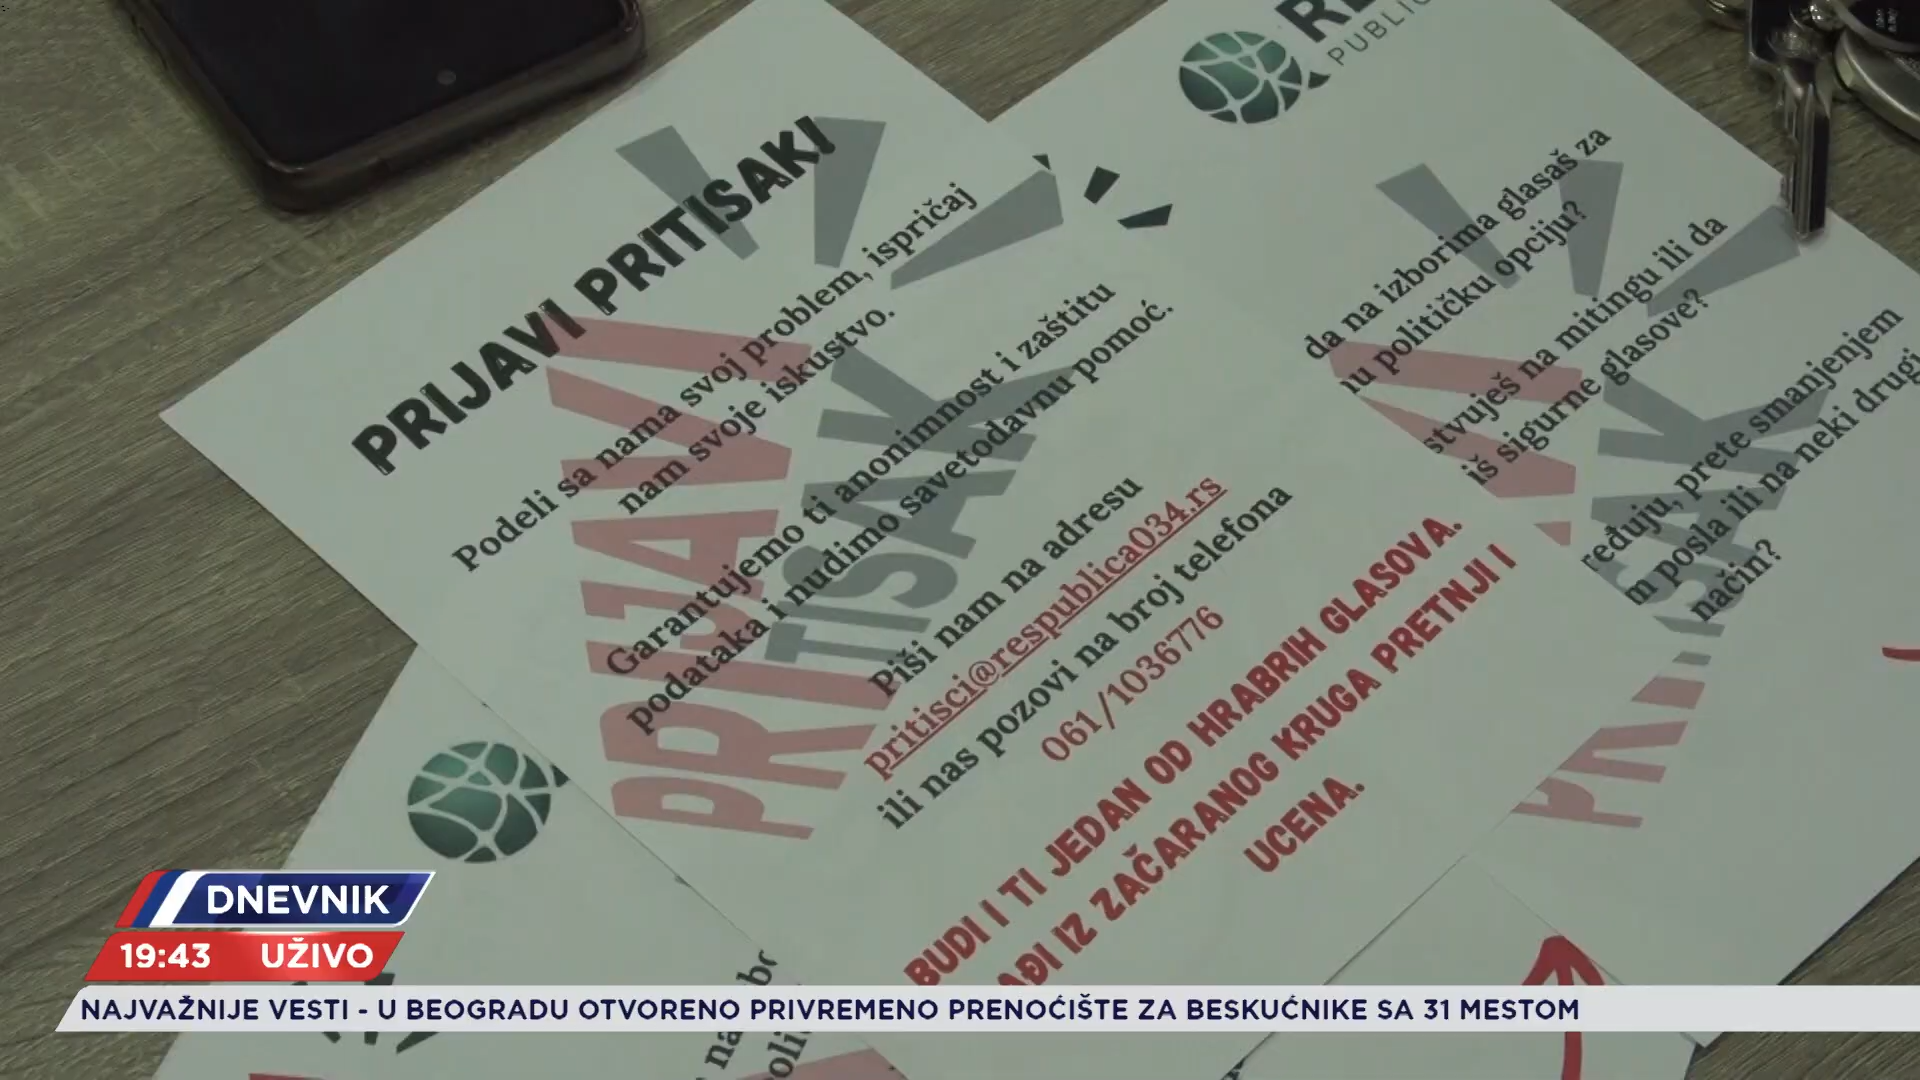 PRIJAVI PRITISAKI
Podeli sa nama svoj problem, ispričaj
nam svoje iskustvo.
Garantujemo ti anonimnost i zaštitu
podataka i nudimo savetodavnu pomoć.
Piši nam na adresu
pritisci@respublica034.rs
ili nas pozovi na broj telefona
061/1036776
BUDI I TI JEDAN OD HRABRIH GLASOVA.
IZ ZAČARANOG KRUGA PRETNJI I
UCENA.
PRIJAVI
PRITISAK
PUBLIC
da na izborima glasaš za
političku opciju?
na mitingu ili da
sigurne glasove?
prete smanjenjem
posla ili na neki drugi
način?
DNEVNIK
19:43 UŽIVO
NAJVAŽNIJE VESTI - U BEOGRADU OTVORENO PRIVREMENO PRENOĆIŠTE ZA BESKUĆNIKE SA 31 MESTOM